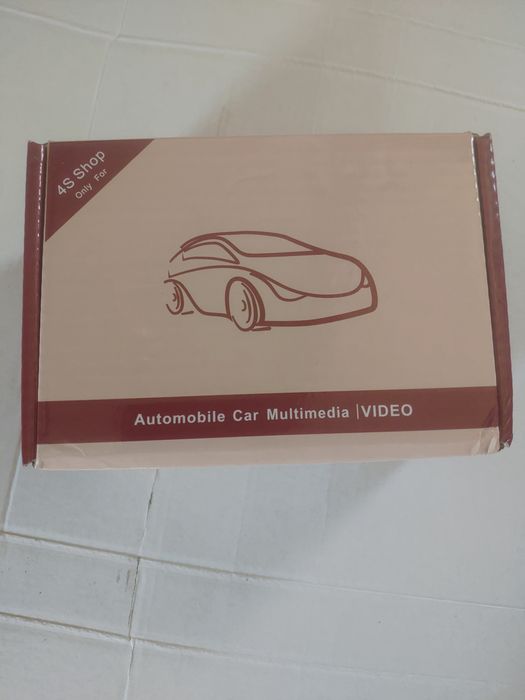 4S Shop
Only For
Automobile Car Multimedia | VIDEO